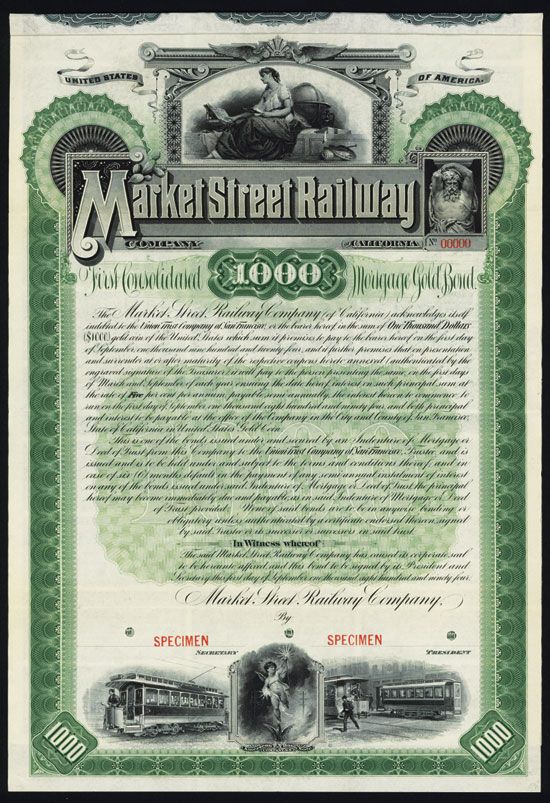 UNITED STATES OF AMERICA.
Market Street Railway
COMPANY (CALIFORNIA) No 00000
First Consolidated 1000 Mortgage Gold Bond.
The Market Street Railway Company (of California) acknowledges itself
indebted to the Union Trust Company of San Francisco, or the bearer hereof in the sum of One Thousand Dollars
($1000) gold coin of the United States which sum it promises to pay to the bearer hereof on the first day
of September, one thousand nine hundred and twenty four, and it further promises that on presentation
and surrender at or after maturity of the respective coupons hereto annexed (authenticated by the
engraved signature of the Treasurer) it will pay to the person presenting the same, on the first days
of March and September of each year ensuing the date hereof interest on such principal sum at
the rate of Five per cent per annum, payable semi annually, the interest hereon to commence to
run on the first day of September one thousand eight hundred and ninety four, and both principal
and interest to be payable at the office of the Company, in the City and County of San Francisco,
State of California in United States Gold Coin.
This is one of the bonds issued under and secured by an Indenture of Mortgage or
Deed of Trust from this Company to the Union Trust Company of San Francisco, Trustee, and is
issued and is to be held under and subject to the terms and conditions thereof, and in
case of six (6) months default in the payment of any semi-annual instalment of interest
on any of the bonds issued under said Indenture of Mortgage or Deed of Trust the principal
hereof may become immediately due and payable, as in said Indenture of Mortgage or Deed
of Trust provided. None of said bonds are to be in anywise binding or
obligatory unless authenticated by a certificate endorsed thereon signed
by said Trustee or its successor or successors in said trust.
In Witness whereof
The said Market Street Railway Company has caused its corporate seal
to be hereunto affixed and this bond to be signed by its President and
Secretary this first day of September one thousand eight hundred and ninety four.
Market Street Railway Company,
By
SPECIMEN SPECIMEN
SECRETARY PRESIDENT
1000 1000